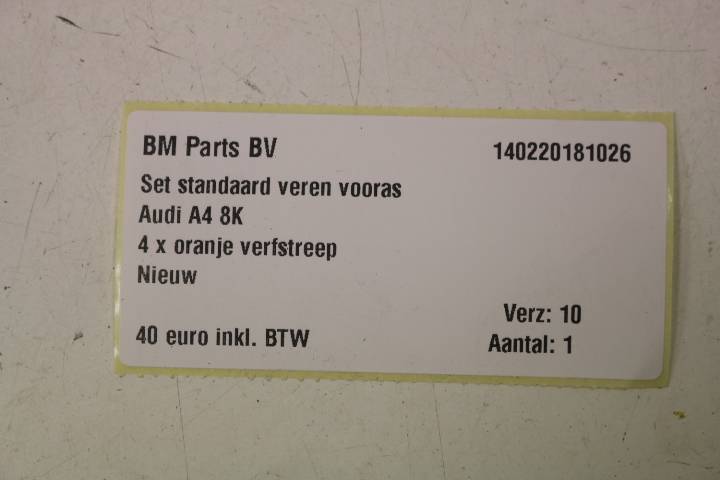 BM Parts BV 140220181026
Set standaard veren vooras
Audi A4 8K
4 x oranje verfstreep
Nieuw
Verz: 10
40 euro inkl. BTW Aantal: 1